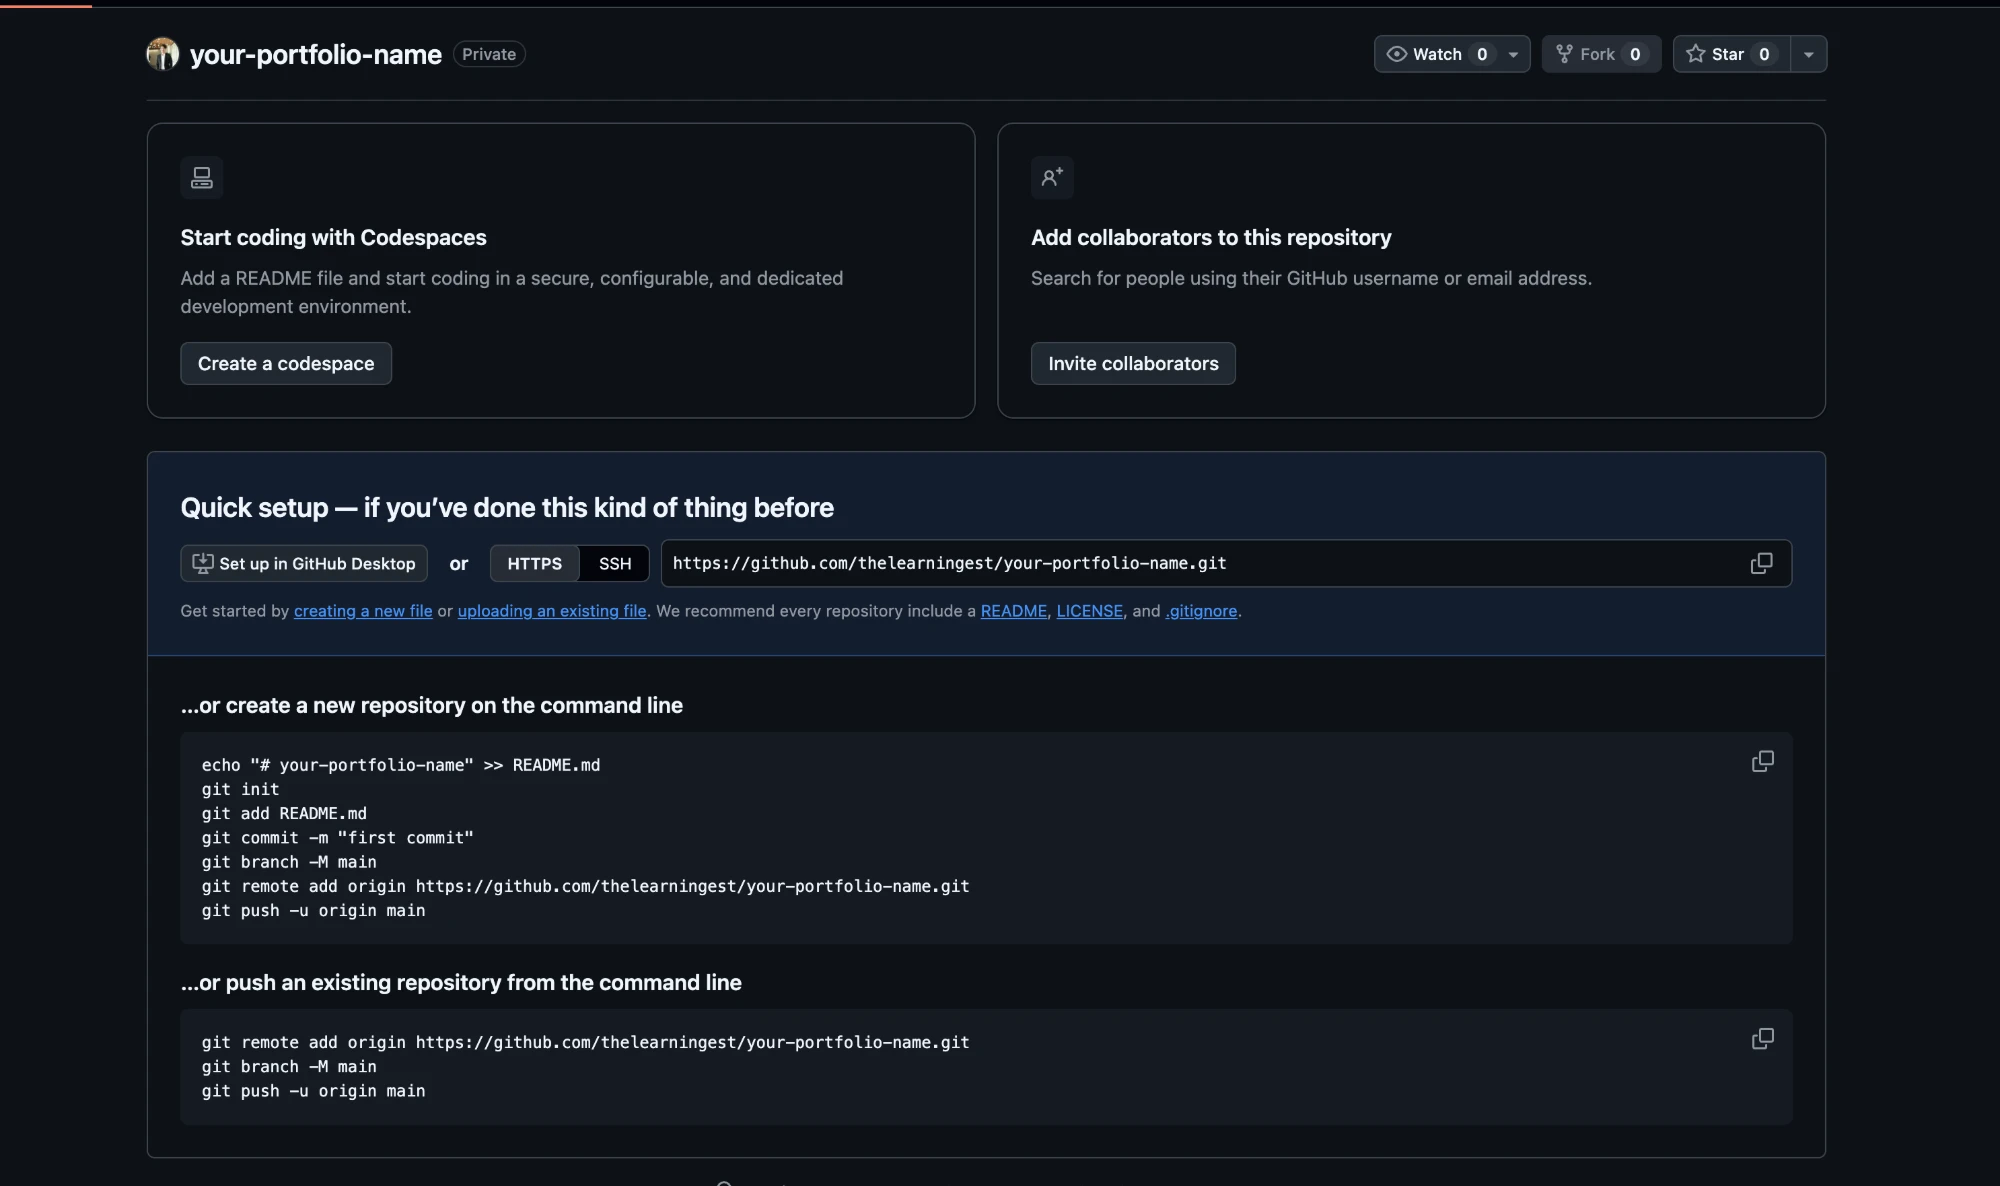 your-portfolio-name Private Watch 0 Fork 0 Star 0
Start coding with Codespaces
Add a README file and start coding in a secure, configurable, and dedicated
development environment.
Create a codespace
Add collaborators to this repository
Search for people using their GitHub username or email address.
Invite collaborators
Quick setup — if you’ve done this kind of thing before
Set up in GitHub Desktop or HTTPS SSH https://github.com/thelearningest/your-portfolio-name.git
Get started by creating a new file or uploading an existing file. We recommend every repository include a README, LICENSE, and .gitignore.
…or create a new repository on the command line
echo "# your-portfolio-name" >> README.md
git init
git add README.md
git commit -m "first commit"
git branch -M main
git remote add origin https://github.com/thelearningest/your-portfolio-name.git
git push -u origin main
…or push an existing repository from the command line
git remote add origin https://github.com/thelearningest/your-portfolio-name.git
git branch -M main
git push -u origin main